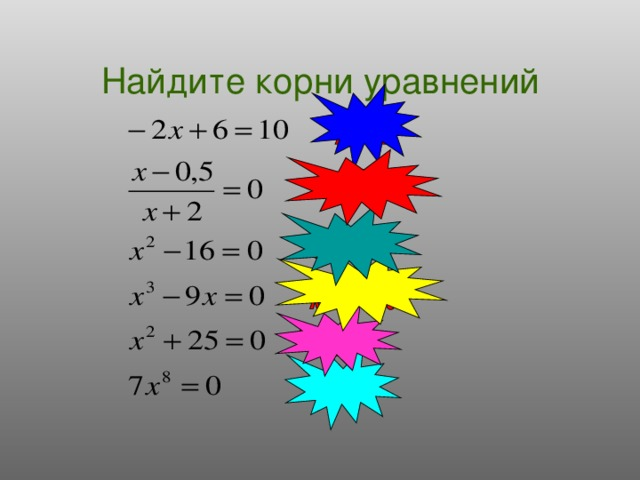 Найдите корни уравнений
− 2x + 6 = 10
x − 0,5
x + 2
= 0
x² − 16 = 0
x³ − 9x = 0
x² + 25 = 0
7x⁸ = 0